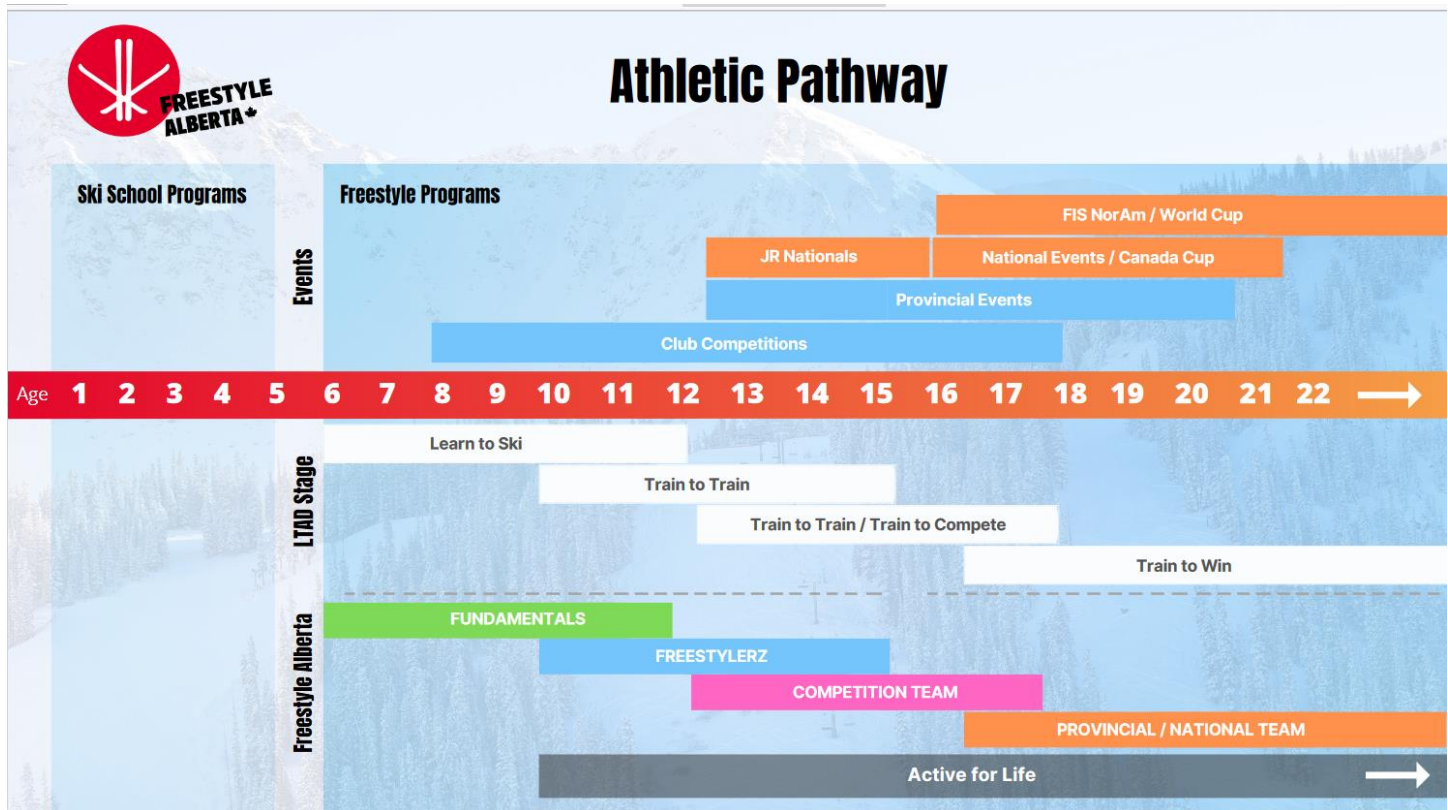 FREESTYLE
ALBERTA
Athletic Pathway
Ski School Programs
Freestyle Programs
Events
FIS NorAm / World Cup
JR Nationals
National Events / Canada Cup
Provincial Events
Club Competitions
Age 1 2 3 4 5 6 7 8 9 10 11 12 13 14 15 16 17 18 19 20 21 22
LTAD Stage
Learn to Ski
Train to Train
Train to Train / Train to Compete
Train to Win
Freestyle Alberta
FUNDAMENTALS
FREESTYLERZ
COMPETITION TEAM
PROVINCIAL / NATIONAL TEAM
Active for Life